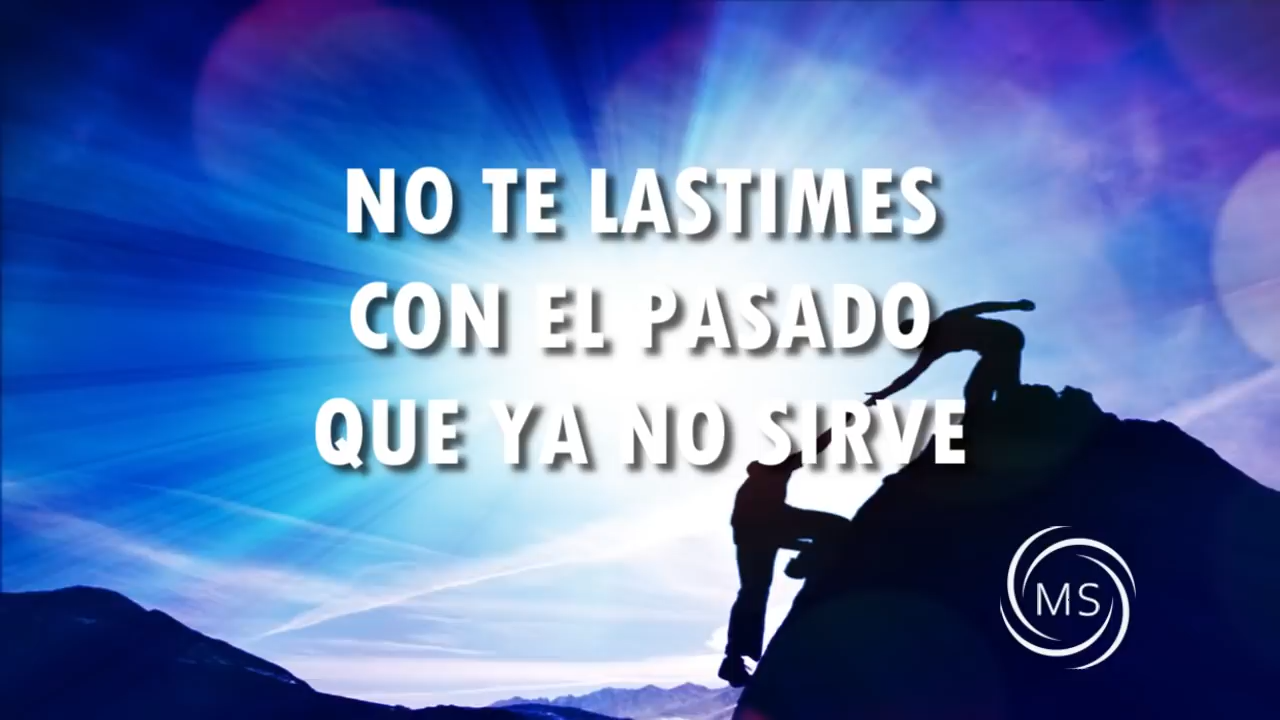 NO TE LASTIMES
CON EL PASADO
QUE YA NO SIRVE
MS